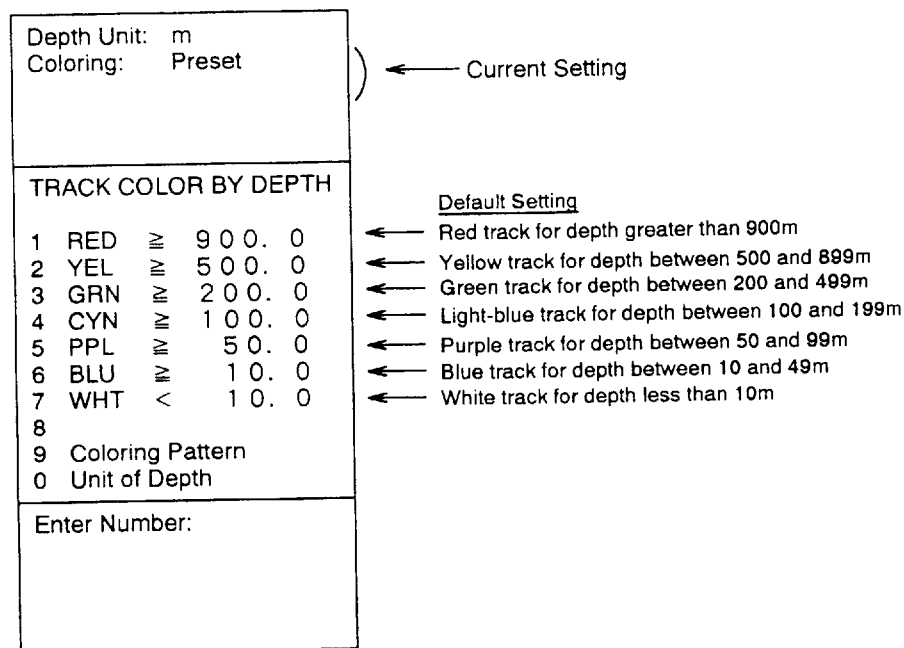 Depth Unit: m
Coloring: Preset
Current Setting
TRACK COLOR BY DEPTH
Default Setting
1 RED ≧ 900. 0 Red track for depth greater than 900m
2 YEL ≧ 500. 0 Yellow track for depth between 500 and 899m
3 GRN ≧ 200. 0 Green track for depth between 200 and 499m
4 CYN ≧ 100. 0 Light-blue track for depth between 100 and 199m
5 PPL ≧ 50. 0 Purple track for depth between 50 and 99m
6 BLU ≧ 10. 0 Blue track for depth between 10 and 49m
7 WHT < 10. 0 White track for depth less than 10m
8
9 Coloring Pattern
0 Unit of Depth
Enter Number: